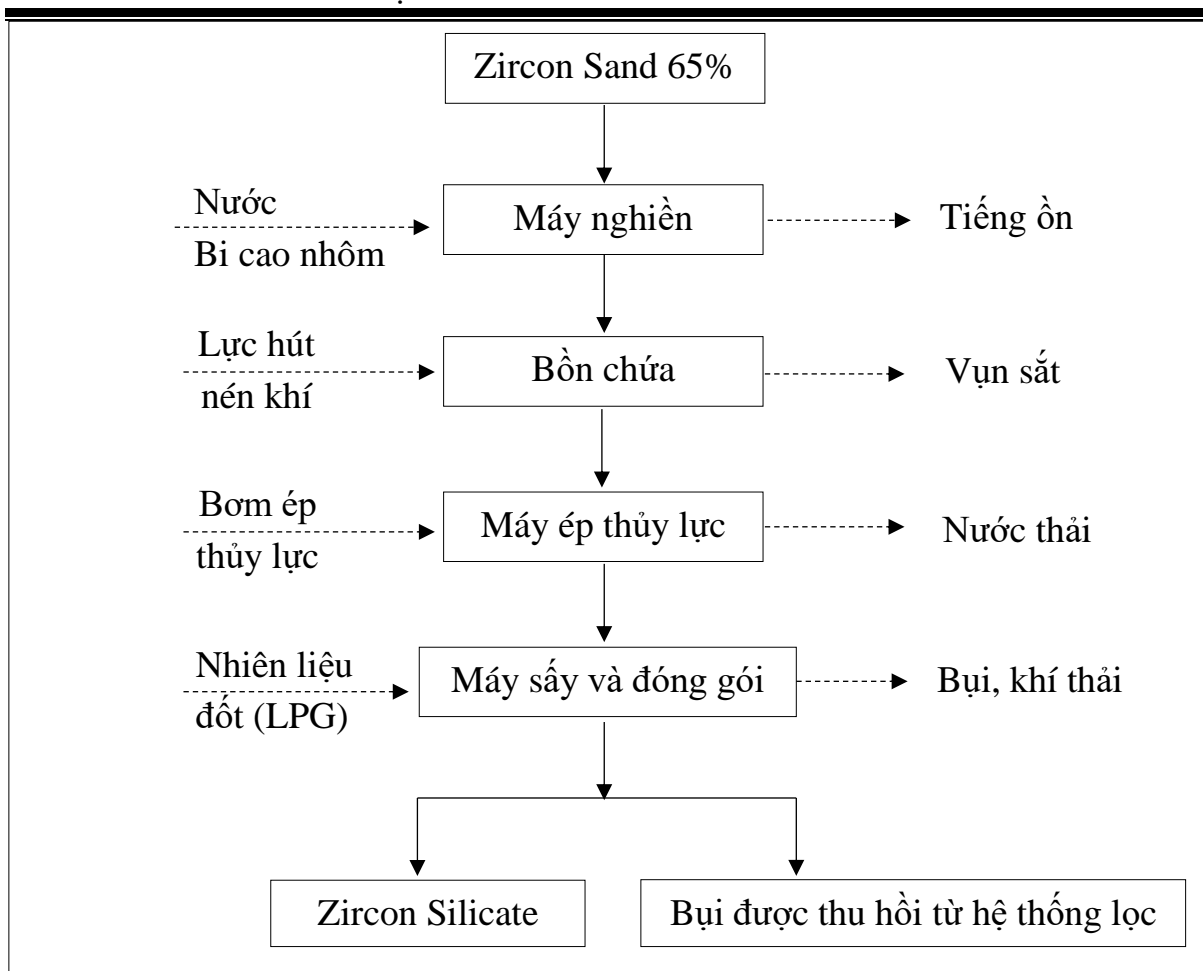 Zircon Sand 65%
Nước
Bi cao nhôm
Máy nghiền
Tiếng ồn
Lực hút
nén khí
Bồn chứa
Vụn sắt
Bơm ép
thủy lực
Máy ép thủy lực
Nước thải
Nhiên liệu
đốt (LPG)
Máy sấy và đóng gói
Bụi, khí thải
Zircon Silicate
Bụi được thu hồi từ hệ thống lọc